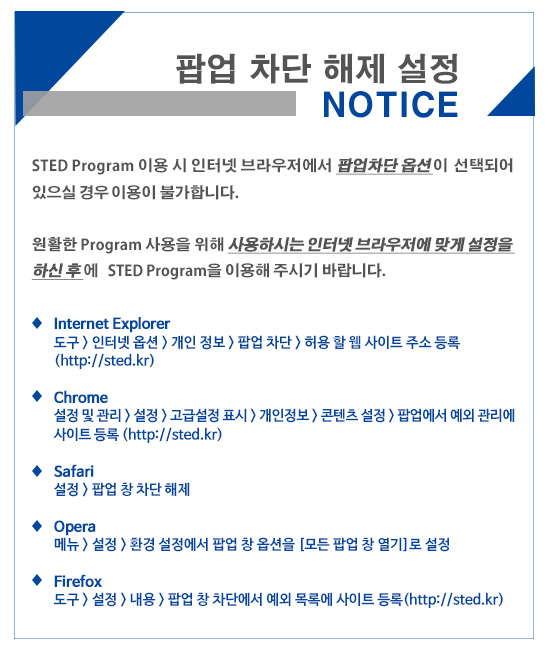 팝업 차단 해제 설정
NOTICE
STED Program 이용 시 인터넷 브라우저에서 팝업차단 옵션이 선택되어
있으실 경우 이용이 불가합니다.
원활한 Program 사용을 위해 사용하시는 인터넷 브라우저에 맞게 설정을
하신 후에 STED Program을 이용해 주시기 바랍니다.
◆ Internet Explorer
도구 > 인터넷 옵션 > 개인 정보 > 팝업 차단 > 허용 할 웹 사이트 주소 등록
(http://sted.kr)
◆ Chrome
설정 및 관리 > 설정 > 고급설정 표시 > 개인정보 > 콘텐츠 설정 > 팝업에서 예외 관리에
사이트 등록 (http://sted.kr)
◆ Safari
설정 > 팝업 창 차단 해제
◆ Opera
메뉴 > 설정 > 환경 설정에서 팝업 창 옵션을 [모든 팝업 창 열기]로 설정
◆ Firefox
도구 > 설정 > 내용 > 팝업 창 차단에서 예외 목록에 사이트 등록(http://sted.kr)